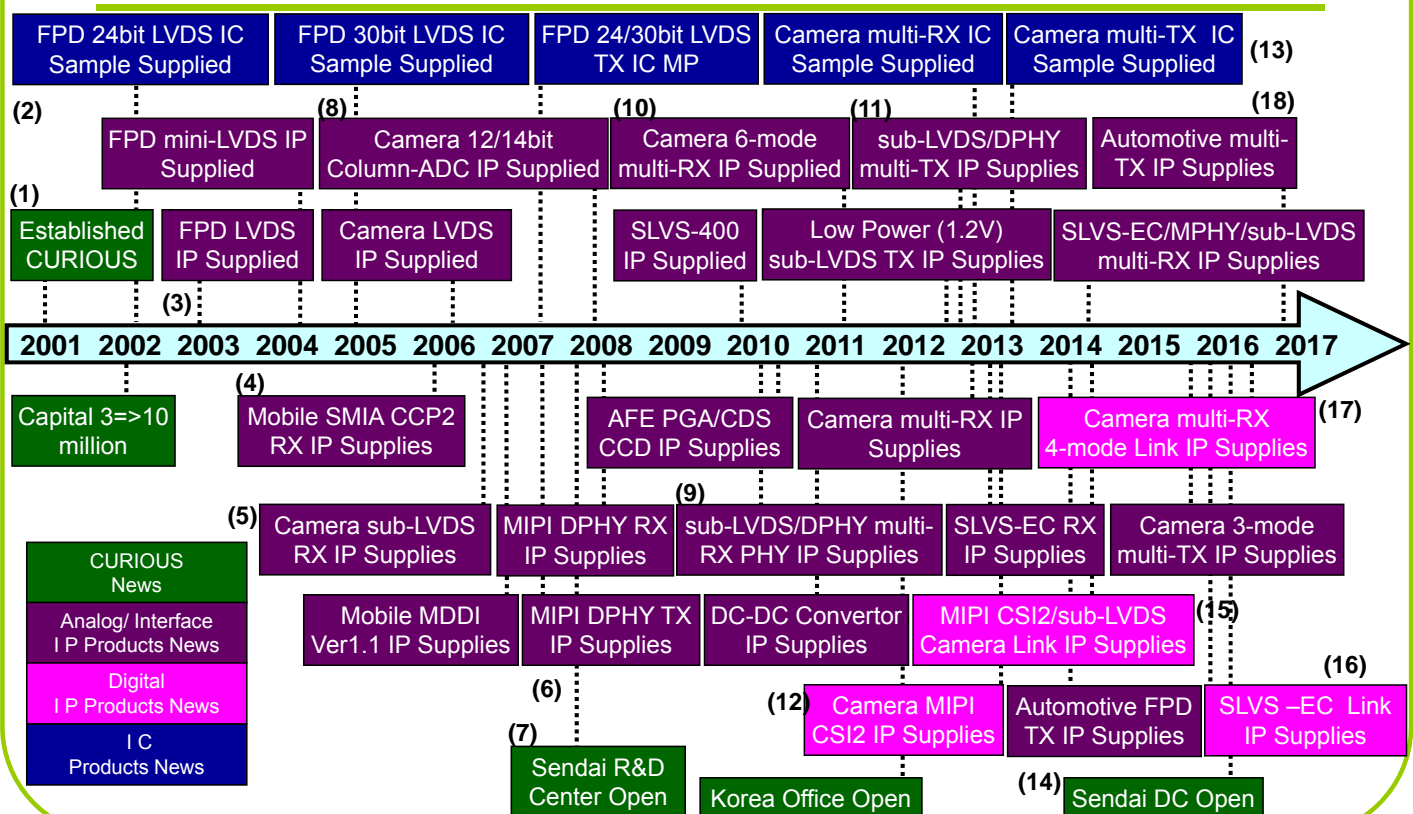 FPD 24bit LVDS IC
Sample Supplied
FPD 30bit LVDS IC
Sample Supplied
FPD 24/30bit LVDS
TX IC MP
Camera multi-RX IC
Sample Supplied
Camera multi-TX IC
Sample Supplied
(13)
(2)
(8)
(10)
(11)
(18)
FPD mini-LVDS IP
Supplied
Camera 12/14bit
Column-ADC IP Supplied
Camera 6-mode
multi-RX IP Supplied
sub-LVDS/DPHY
multi-TX IP Supplies
Automotive multi-
TX IP Supplies
(1)
Established
CURIOUS
FPD LVDS
IP Supplied
Camera LVDS
IP Supplied
SLVS-400
IP Supplied
Low Power (1.2V)
sub-LVDS TX IP Supplies
SLVS-EC/MPHY/sub-LVDS
multi-RX IP Supplies
(3)
2001 2002 2003 2004 2005 2006 2007 2008 2009 2010 2011 2012 2013 2014 2015 2016 2017
(4)
Capital 3=>10
million
Mobile SMIA CCP2
RX IP Supplies
AFE PGA/CDS
CCD IP Supplies
Camera multi-RX IP
Supplies
Camera multi-RX
4-mode Link IP Supplies
(17)
(5)
(9)
Camera sub-LVDS
RX IP Supplies
MIPI DPHY RX
IP Supplies
sub-LVDS/DPHY multi-
RX PHY IP Supplies
SLVS-EC RX
IP Supplies
Camera 3-mode
multi-TX IP Supplies
Mobile MDDI
Ver1.1 IP Supplies
MIPI DPHY TX
IP Supplies
DC-DC Convertor
IP Supplies
MIPI CSI2/sub-LVDS
Camera Link IP Supplies
(15)
(6)
(12)
Camera MIPI
CSI2 IP Supplies
Automotive FPD
TX IP Supplies
(16)
SLVS –EC Link
IP Supplies
(7)
Sendai R&D
Center Open
Korea Office Open
(14)
Sendai DC Open
CURIOUS
News
Analog/ Interface
I P Products News
Digital
I P Products News
I C
Products News